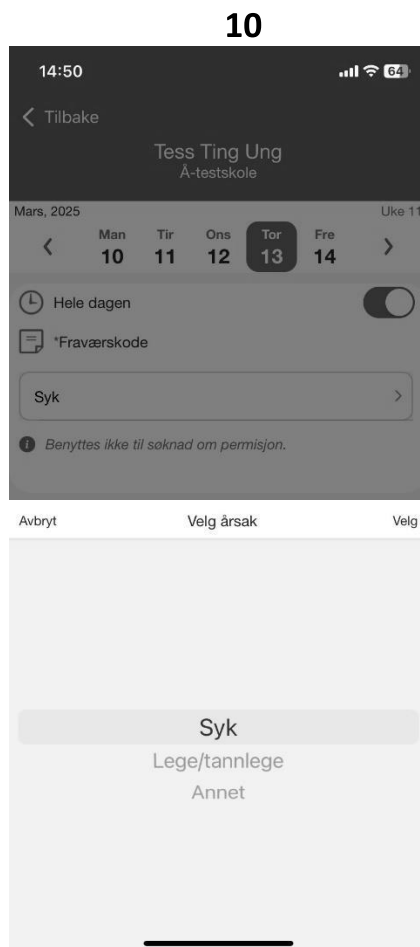 10
14:50 64
Tilbake
Tess Ting Ung
Å-testskole
Mars, 2025 Uke 11
Man Tir Ons Tor Fre
10 11 12 13 14
Hele dagen
*Fraværskode
Syk
Benyttes ikke til søknad om permisjon.
Avbryt Velg årsak Velg
Syk
Lege/tannlege
Annet